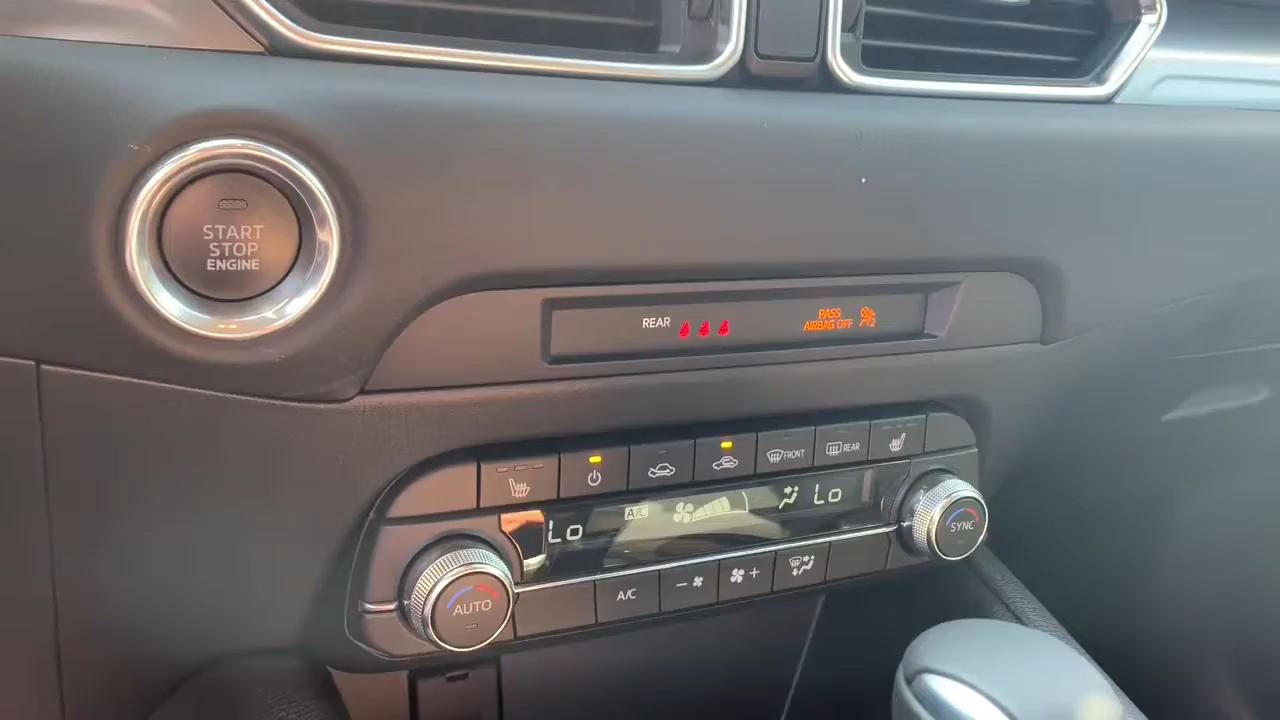 START
STOP
ENGINE
REAR
PASS
AIRBAG OFF
FRONT
REAR
Lo
A/C
Lo
SYNC
AUTO
A/C